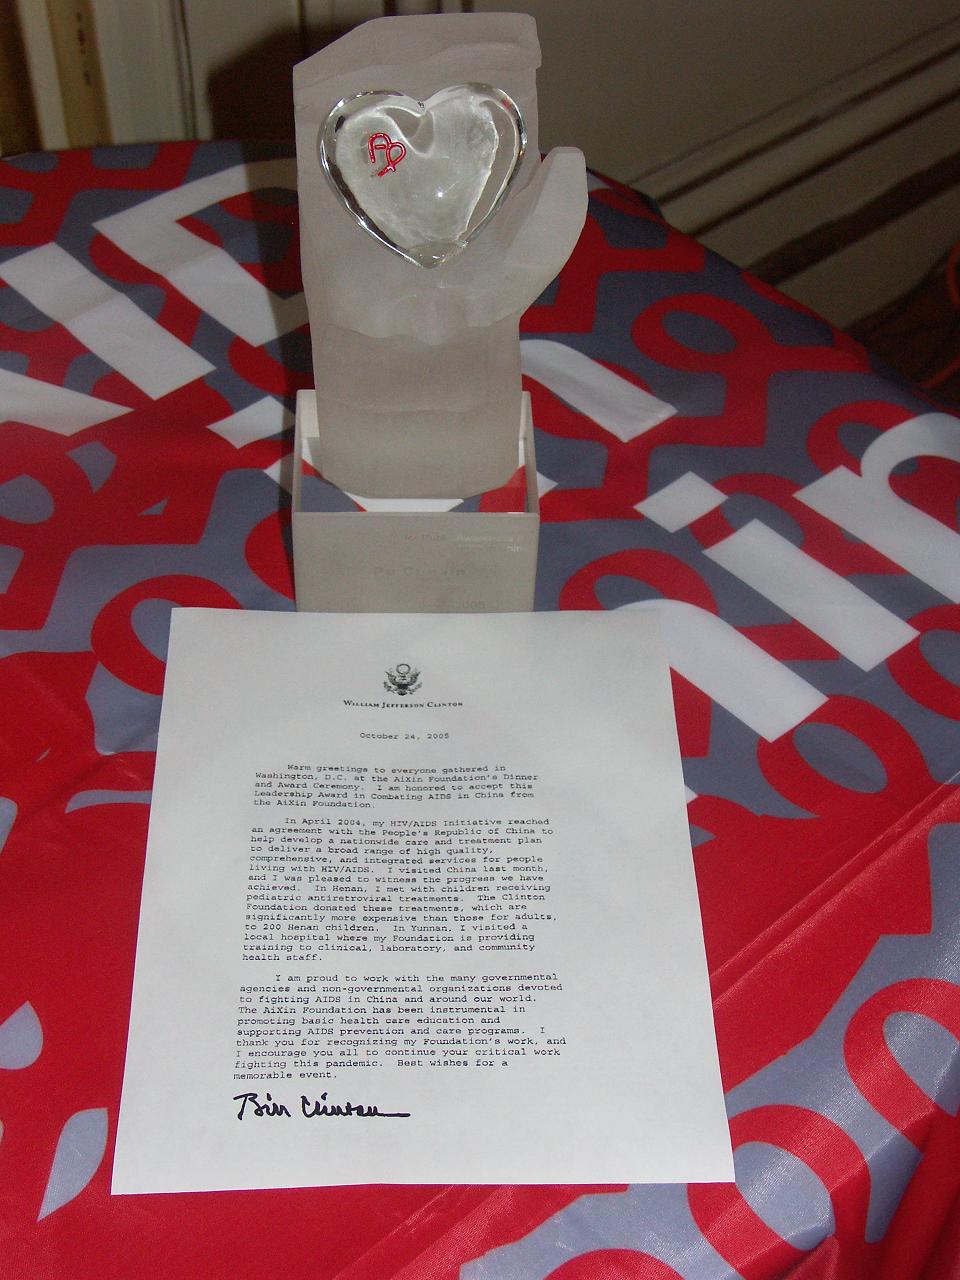 Pu Cunxin
WILLIAM JEFFERSON CLINTON
October 24, 2005
Warm greetings to everyone gathered in
Washington, D.C. at the AiXin Foundation's Dinner
and Award Ceremony. I am honored to accept this
Leadership Award in Combating AIDS in China from
the AiXin Foundation.
In April 2004, my HIV/AIDS Initiative reached
an agreement with the People's Republic of China to
help develop a nationwide care and treatment plan
to deliver a broad range of high quality,
comprehensive, and integrated services for people
living with HIV/AIDS. I visited China last month,
and I was pleased to witness the progress we have
achieved. In Henan, I met with children receiving
pediatric antiretroviral treatments. The Clinton
Foundation donated these treatments, which are
significantly more expensive than those for adults,
to 200 Henan children. In Yunnan, I visited a
local hospital where my Foundation is providing
training to clinical, laboratory, and community
health staff.
I am proud to work with the many governmental
agencies and non-governmental organizations devoted
to fighting AIDS in China and around our world.
The AiXin Foundation has been instrumental in
promoting basic health care education and
supporting AIDS prevention and care programs. I
thank you for recognizing my Foundation's work, and
I encourage you all to continue your critical work
fighting this pandemic. Best wishes for a
memorable event.
Bill Clinton